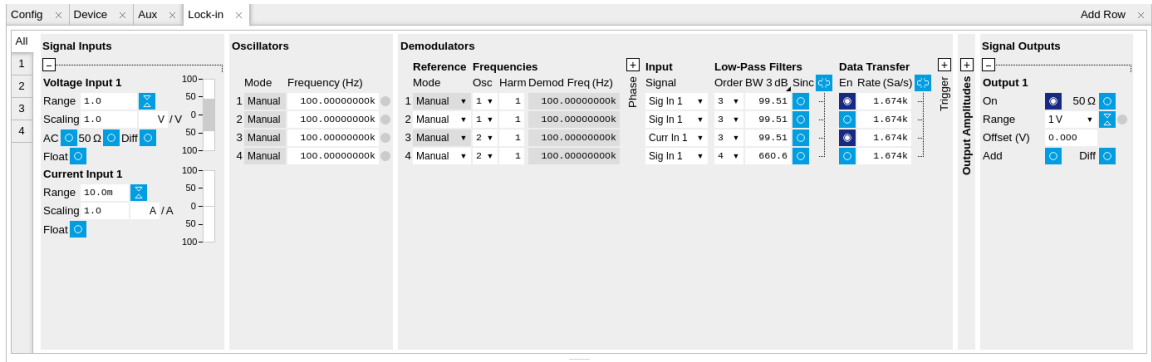 Config × Device × Aux × Lock-in × Add Row ×
All
1
2
3
4
Signal Inputs
Voltage Input 1
Range 1.0
Scaling 1.0 V / V
AC 50 Ω Diff
Float
100
50
0
50
100
Current Input 1
Range 10.0m
Scaling 1.0 A / A
Float
100
50
0
50
100
Oscillators
Mode Frequency (Hz)
1 Manual 100.00000000k
2 Manual 100.00000000k
3 Manual 100.00000000k
4 Manual 100.00000000k
Demodulators
Reference Frequencies Input Low-Pass Filters Data Transfer
Mode Osc Harm Demod Freq (Hz) Phase Signal Order BW 3 dB Sinc En Rate (Sa/s) Trigger
1 Manual 1 1 100.00000000k Sig In 1 3 99.51 1.674k
2 Manual 1 1 100.00000000k Sig In 1 3 99.51 1.674k
3 Manual 2 1 100.00000000k Curr In 1 3 99.51 1.674k
4 Manual 2 1 100.00000000k Sig In 1 4 660.6 1.674k
Output Amplitudes
Signal Outputs
Output 1
On 50 Ω
Range 1 V
Offset (V) 0.000
Add Diff